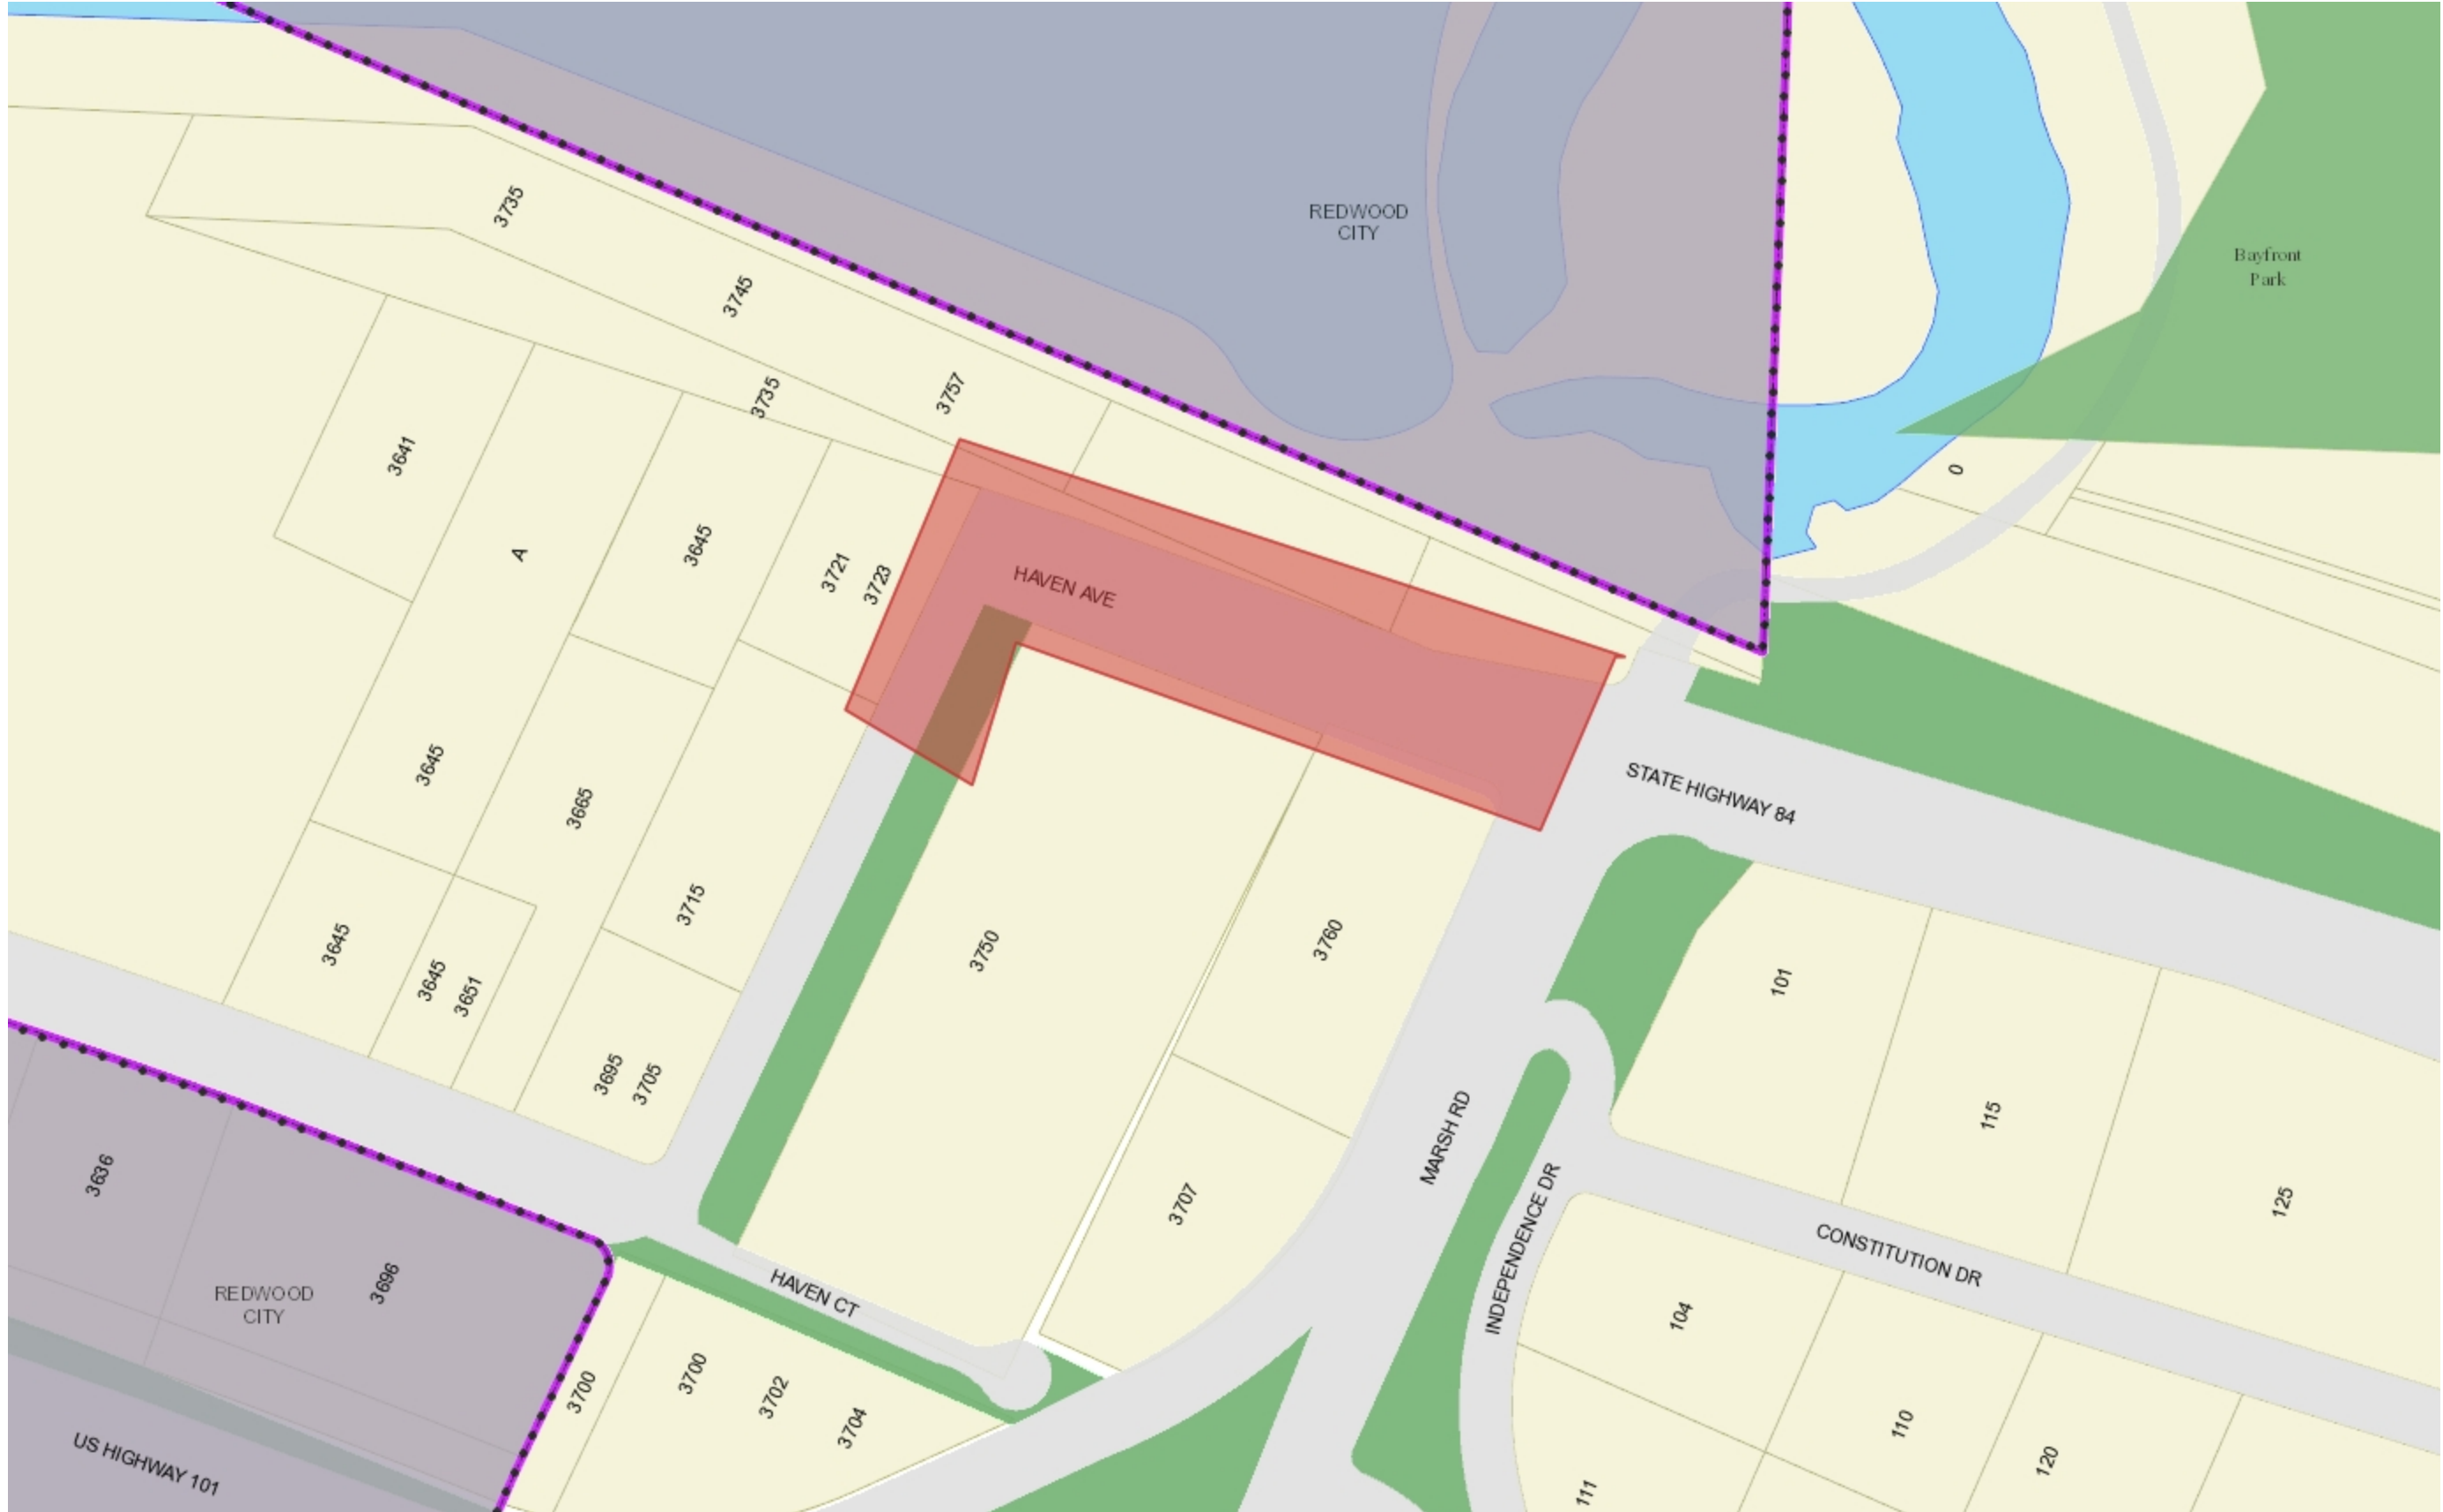 3735
REDWOOD
CITY
Bayfront
Park
3745
3735
3757
3641
0
A
3645
3721
3723
HAVEN AVE
3645
3665
STATE HIGHWAY 84
3715
3645
3645
3651
3750
3760
101
3695
3705
115
MARSH RD
3636
3707
125
INDEPENDENCE DR
CONSTITUTION DR
REDWOOD
CITY
3696
HAVEN CT
104
3700
3700
3702
3704
110
120
111
US HIGHWAY 101